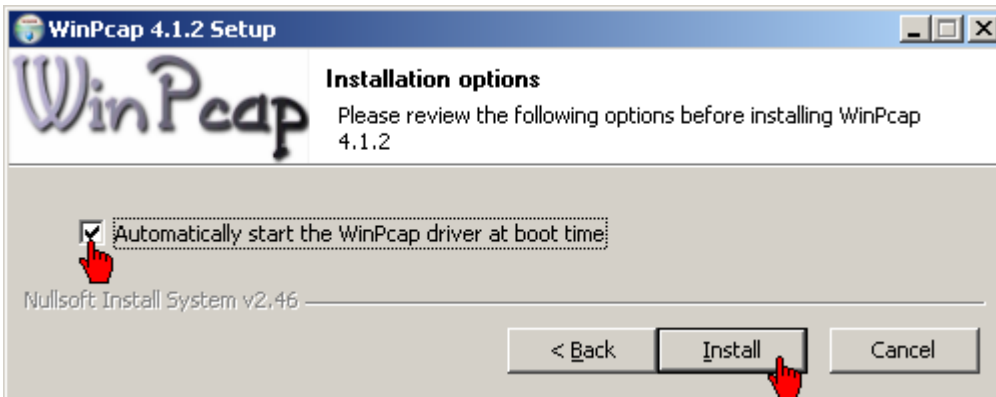 WinPcap 4.1.2 Setup
WinPcap
Installation options
Please review the following options before installing WinPcap
4.1.2
Automatically start the WinPcap driver at boot time
Nullsoft Install System v2.46
< Back
Install
Cancel